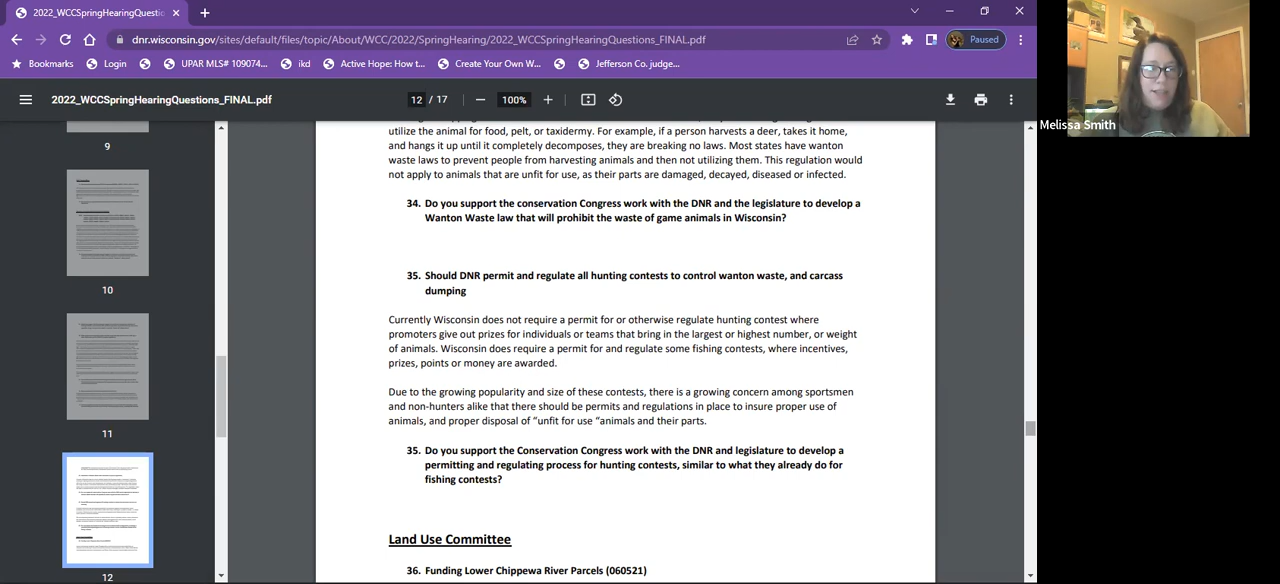 2022_WCCSpringHearingQuestio
dnr.wisconsin.gov/sites/default/files/topic/About/WCC/2022/SpringHearing/2022_WCCSpringHearingQuestions_FINAL.pdf
Paused
Bookmarks
Login
UPAR MLS# 109074...
ikd
Active Hope: How t...
Create Your Own W...
Jefferson Co. judge...
2022_WCCSpringHearingQuestions_FINAL.pdf
12 / 17
100%
Melissa Smith
9
10
11
12
utilize the animal for food, pelt, or taxidermy. For example, if a person harvests a deer, takes it home,
and hangs it up until it completely decomposes, they are breaking no laws. Most states have wanton
waste laws to prevent people from harvesting animals and then not utilizing them. This regulation would
not apply to animals that are unfit for use, as their parts are damaged, decayed, diseased or infected.
34. Do you support the conservation Congress work with the DNR and the legislature to develop a
Wanton Waste law that will prohibit the waste of game animals in Wisconsin?
35. Should DNR permit and regulate all hunting contests to control wanton waste, and carcass
dumping
Currently Wisconsin does not require a permit for or otherwise regulate hunting contest where
promoters give out prizes for individuals or teams that bring in the largest or highest number, or weight
of animals. Wisconsin does require a permit for and regulate some fishing contests, where incentives,
prizes, points or money are awarded.
Due to the growing popularity and size of these contests, there is a growing concern among sportsmen
and non-hunters alike that there should be permits and regulations in place to insure proper use of
animals, and proper disposal of "unfit for use "animals and their parts.
35. Do you support the Conservation Congress work with the DNR and legislature to develop a
permitting and regulating process for hunting contests, similar to what they already do for
fishing contests?
Land Use Committee
36. Funding Lower Chippewa River Parcels (060521)